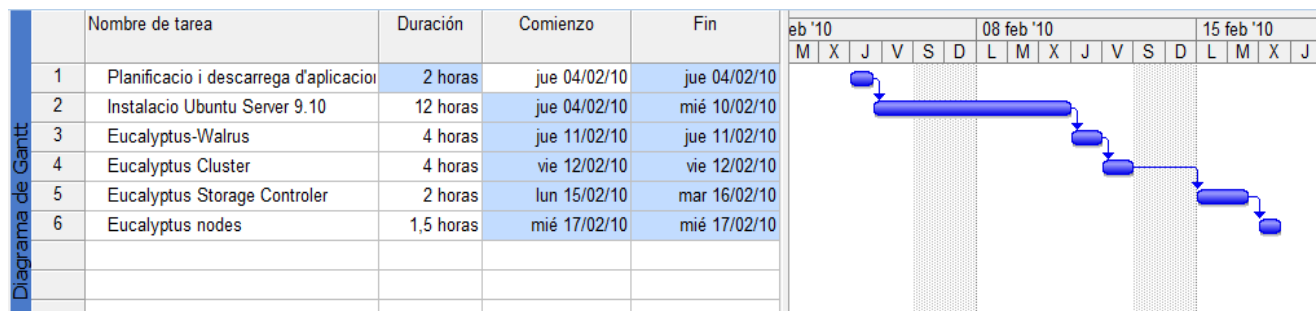 Diagrama de Gantt
Nombre de tarea Duración Comienzo Fin
eb '10 08 feb '10 15 feb '10
M X J V S D L M X J V S D L M X J
1 Planificacio i descarrega d'aplicacion 2 horas jue 04/02/10 jue 04/02/10
2 Instalacio Ubuntu Server 9.10 12 horas jue 04/02/10 mié 10/02/10
3 Eucalyptus-Walrus 4 horas jue 11/02/10 jue 11/02/10
4 Eucalyptus Cluster 4 horas vie 12/02/10 vie 12/02/10
5 Eucalyptus Storage Controler 2 horas lun 15/02/10 mar 16/02/10
6 Eucalyptus nodes 1,5 horas mié 17/02/10 mié 17/02/10